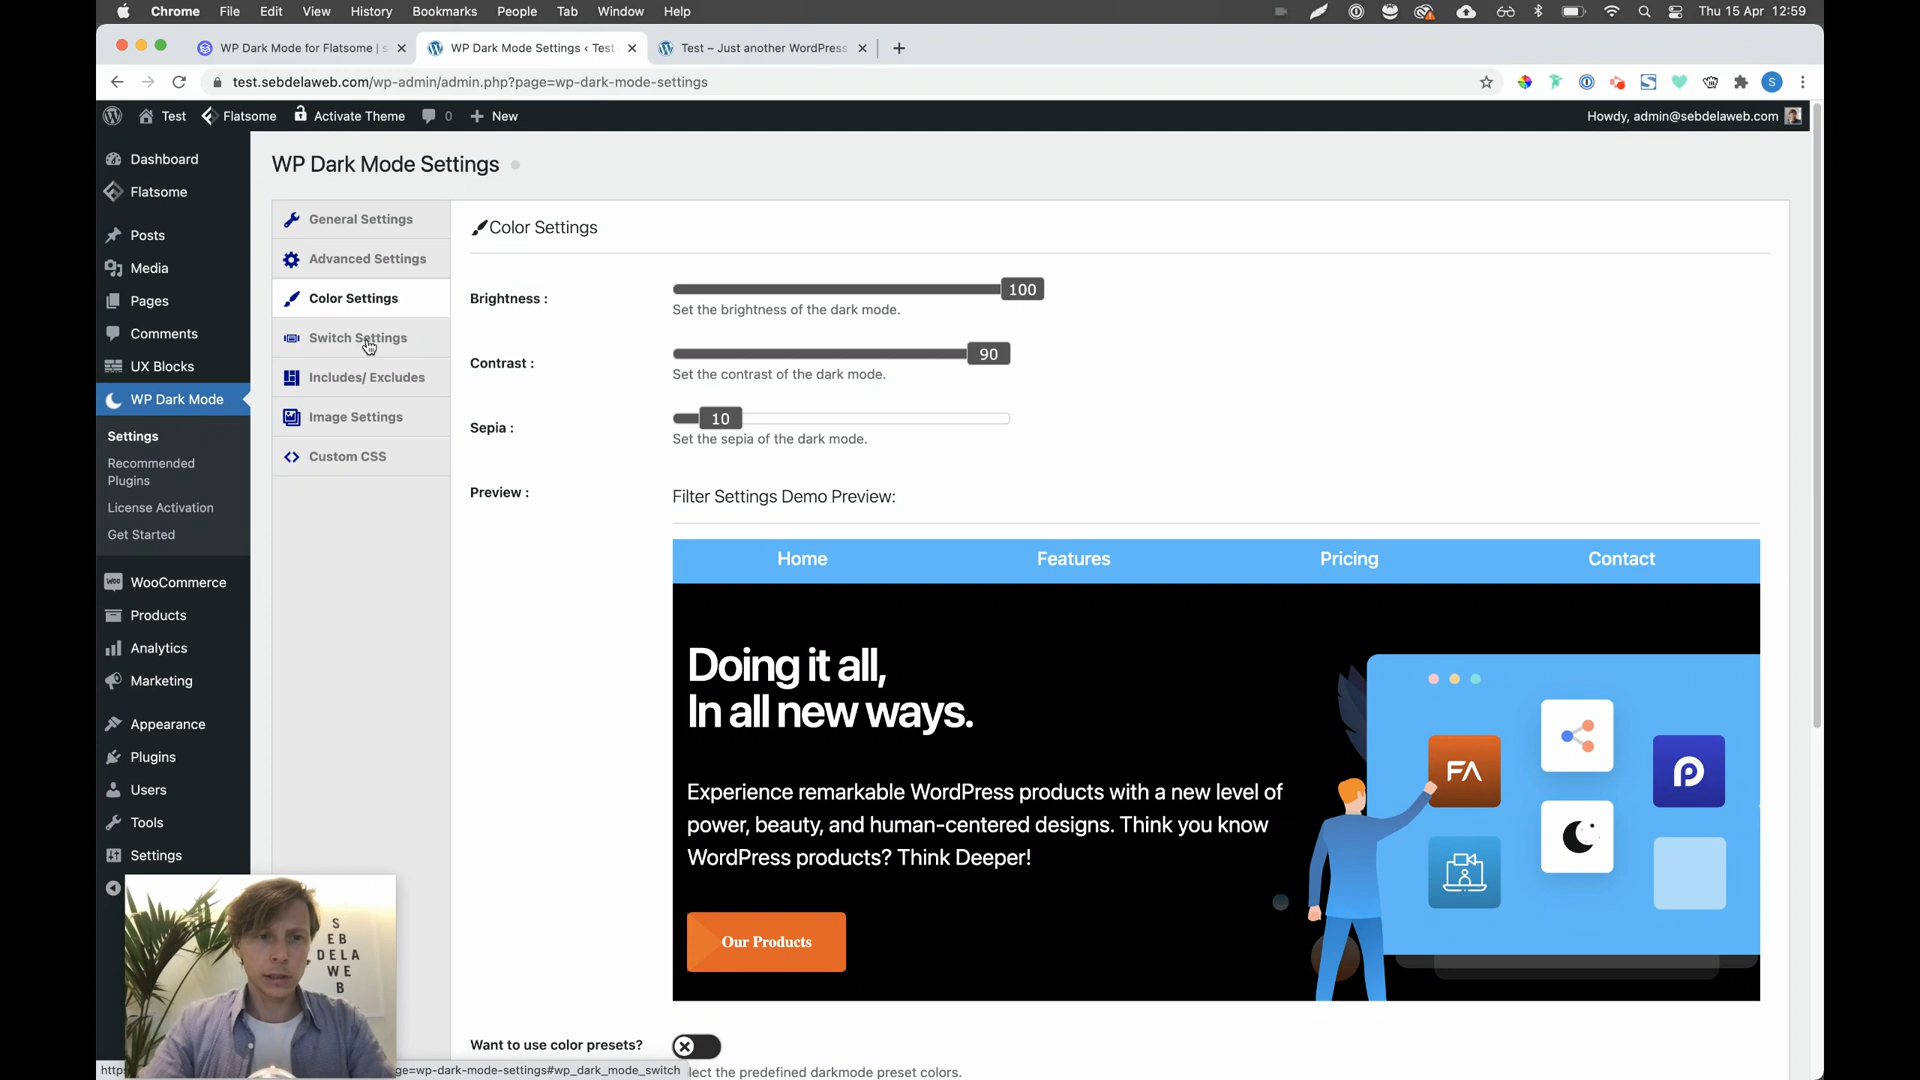 Chrome File Edit View History Bookmarks People Tab Window Help Thu 15 Apr 12:59
WP Dark Mode for Flatsome | s
WP Dark Mode Settings ‹ Test
Test – Just another WordPress
test.sebdelaweb.com/wp-admin/admin.php?page=wp-dark-mode-settings
S
Test Flatsome Activate Theme 0 New Howdy, admin@sebdelaweb.com
Dashboard
Flatsome
Posts
Media
Pages
Comments
UX Blocks
WP Dark Mode
Settings
Recommended
Plugins
License Activation
Get Started
WooCommerce
Products
Analytics
Marketing
Appearance
Plugins
Users
Tools
Settings
WP Dark Mode Settings
General Settings
Advanced Settings
Color Settings
Switch Settings
Includes/ Excludes
Image Settings
Custom CSS
Color Settings
Brightness :
100
Set the brightness of the dark mode.
Contrast :
90
Set the contrast of the dark mode.
Sepia :
10
Set the sepia of the dark mode.
Preview :
Filter Settings Demo Preview:
Home Features Pricing Contact
Doing it all,
In all new ways.
Experience remarkable WordPress products with a new level of
power, beauty, and human-centered designs. Think you know
WordPress products? Think Deeper!
Our Products
FA
Want to use color presets?
lect the predefined darkmode preset colors.
S
EB
DELA
WE
B
http
ge=wp-dark-mode-settings#wp_dark_mode_switch